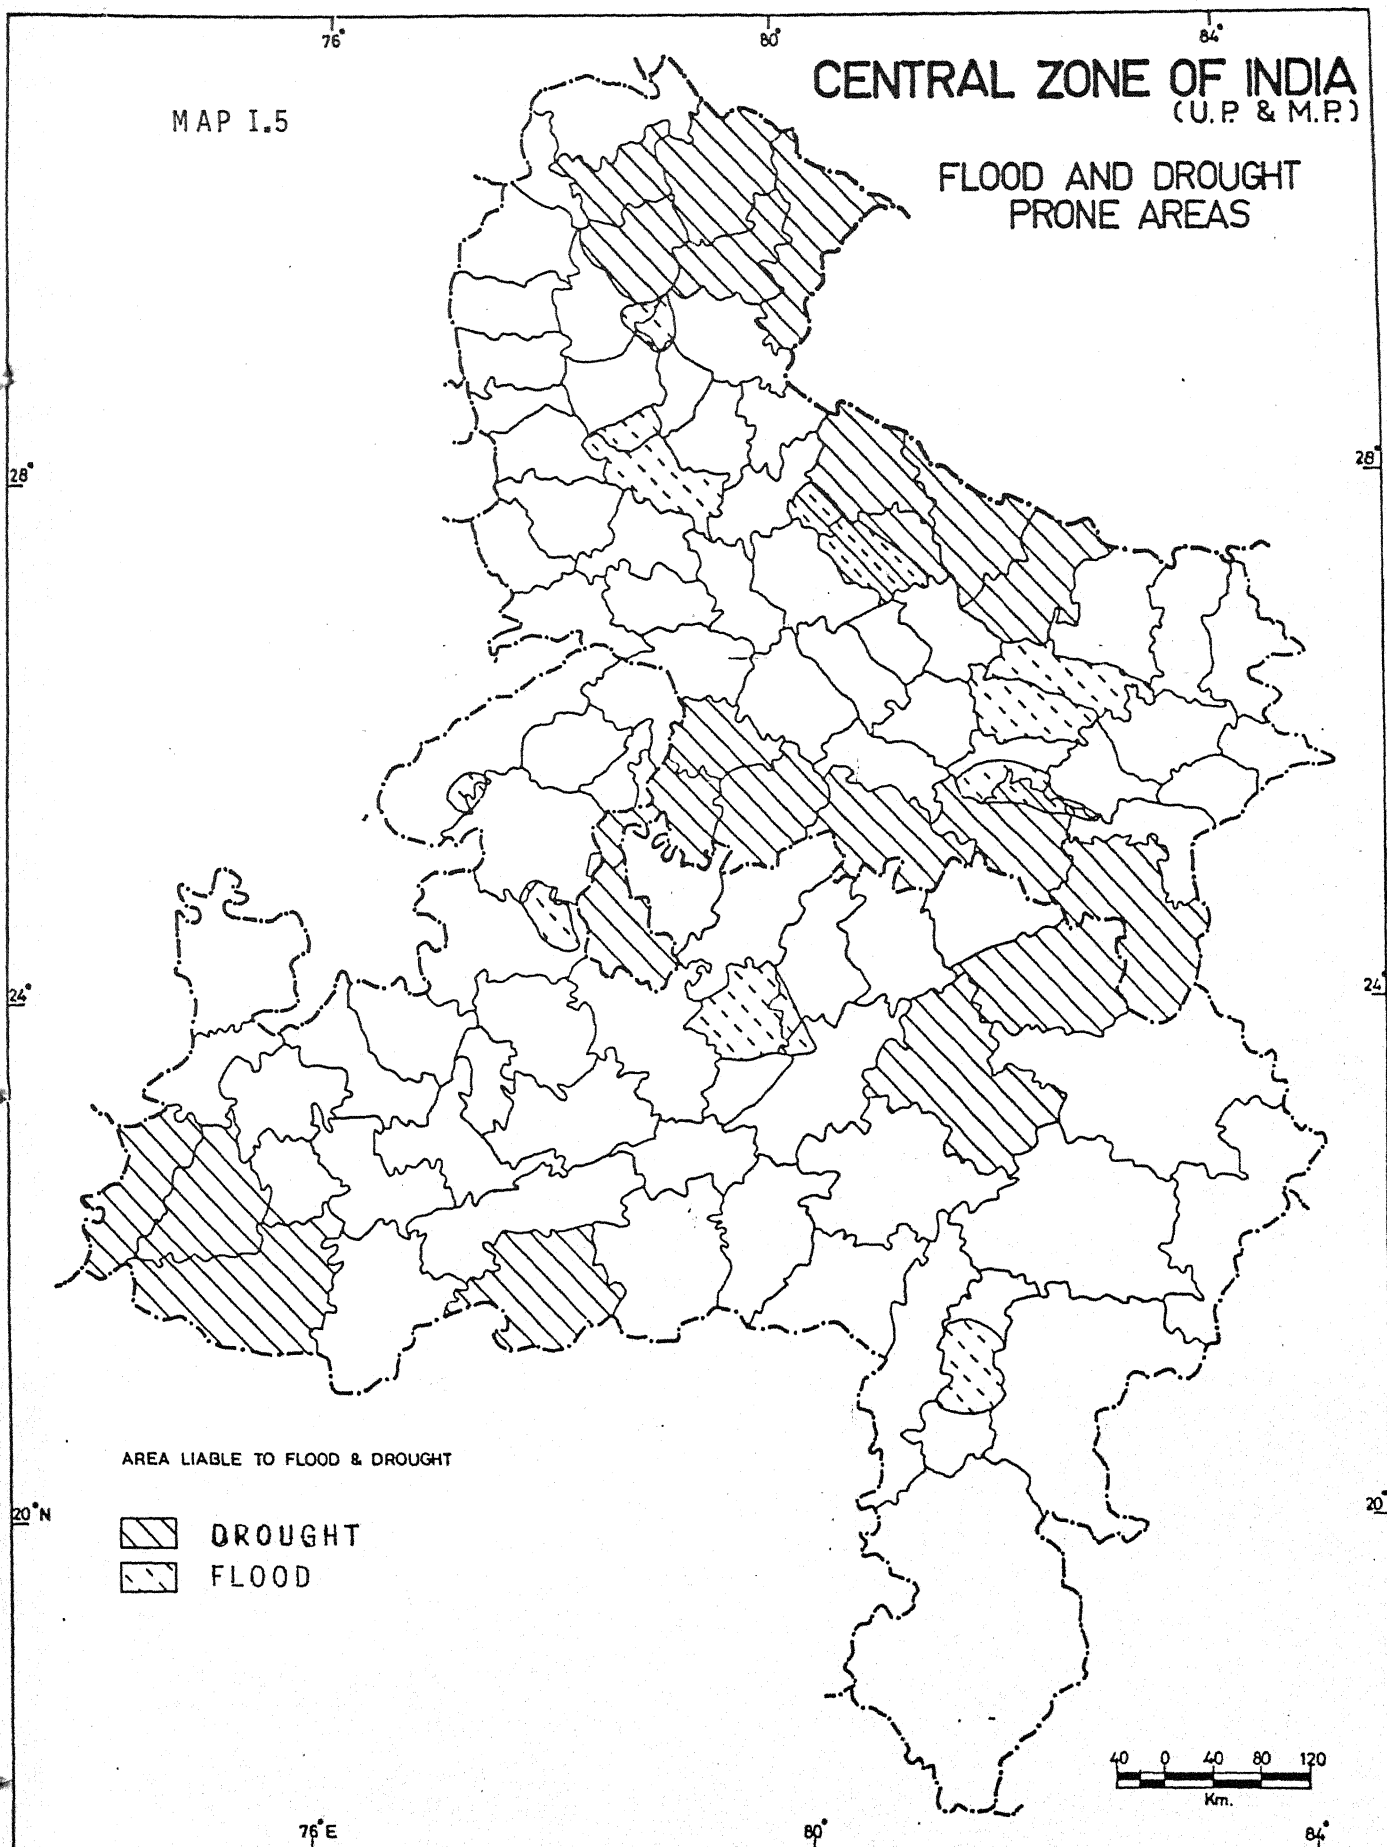 76° 80° 84°
CENTRAL ZONE OF INDIA
(U.P. & M.P.)
MAP I.5
FLOOD AND DROUGHT
PRONE AREAS
28° 28°
24° 24°
AREA LIABLE TO FLOOD & DROUGHT
20°N 20°
DROUGHT
FLOOD
40 0 40 80 120
Km.
76°E 80° 84°